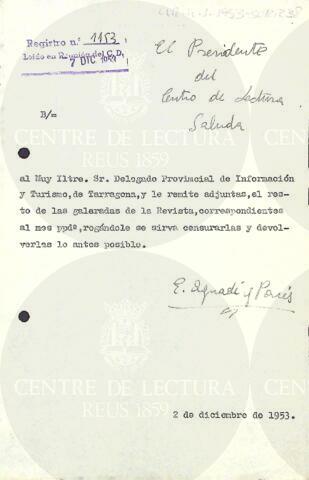 Registro n.º 1153
Leído en Reunión del C.D.
7 DIC 1953
El Presidente
del
Centro de Lectura
Saluda
B/=
al Muy Iltre. Sr. Delegado Provincial de Información
y Turismo, de Tarragona, y le remite adjuntas, el res-
to de las galeradas de la Revista, correspondientes
al mes ppdº, rogándole se sirva censurarlas y devol-
verlas lo antes posible.
E. Aguadé y Parés
2 de diciembre de 1953.
CENTRE DE LECTURA
REUS 1859
CENTRE DE LECTURA
REUS 1859